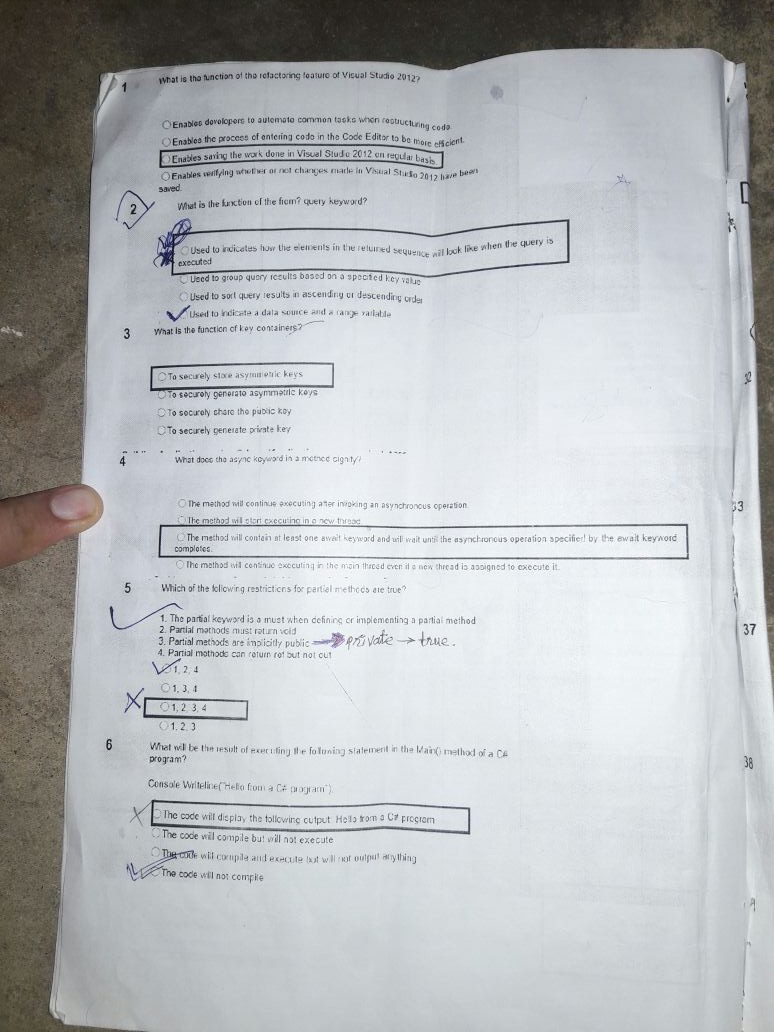 1 What is the function of the refactoring feature of Visual Studio 2012?
Enables developers to automate common tasks when restructuring code
Enables the process of entering code in the Code Editor to be more efficient.
Enables saving the work done in Visual Studio 2012 on regular basis
Enables verifying whether or not changes made in Visual Studio 2012 have been
saved.
2 What is the function of the from? query keyword?
Used to indicates how the elements in the returned sequence will look like when the query is
executed
Used to group query results based on a specified key value
Used to sort query results in ascending or descending order
Used to indicate a data source and a range variable
3 What is the function of key containers?
To securely store asymmetric keys
To securely generate asymmetric keys
To securely share the public key
To securely generate private key
4 What does the async keyword in a method signify?
The method will continue executing after invoking an asynchronous operation.
The method will start executing in a new thread.
The method will contain at least one await keyword and will wait until the asynchronous operation specified by the await keyword
completes.
The method will continue executing in the main thread even if a new thread is assigned to execute it.
5 Which of the following restrictions for partial methods are true?
1. The partial keyword is a must when defining or implementing a partial method
2. Partial methods must return void
3. Partial methods are implicitly public → private → true.
4. Partial methods can return ref but not out
1, 2, 4
1, 3, 4
1, 2, 3, 4
1, 2, 3
6 What will be the result of executing the following statement in the Main() method of a C#
program?
Console Writeline("Hello from a C# program").
The code will display the following output: Hello from a C# program
The code will compile but will not execute
The code will compile and execute but will not output anything
The code will not compile
32
33
37
38